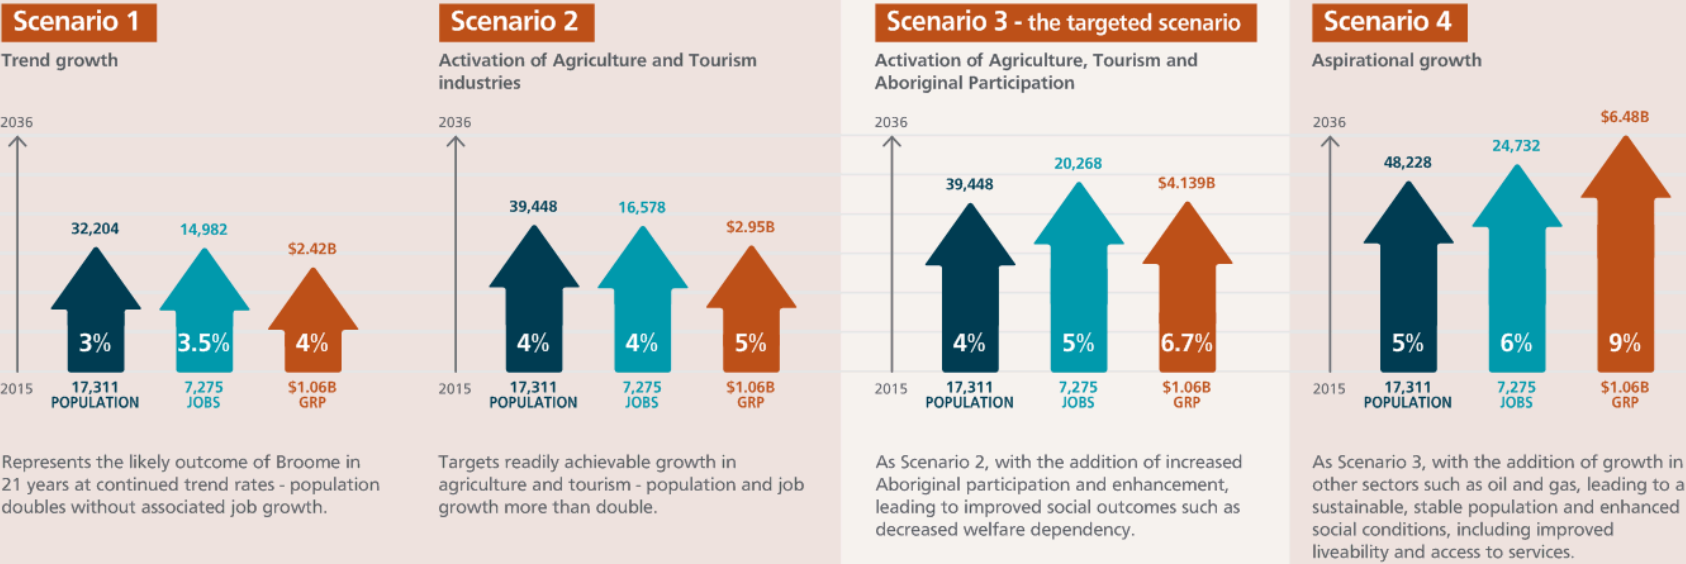 Scenario 1
Trend growth
2036
32,204
14,982
$2.42B
3%
3.5%
4%
2015
17,311
POPULATION
7,275
JOBS
$1.06B
GRP
Represents the likely outcome of Broome in
21 years at continued trend rates - population
doubles without associated job growth.
Scenario 2
Activation of Agriculture and Tourism
industries
2036
39,448
16,578
$2.95B
4%
4%
5%
2015
17,311
POPULATION
7,275
JOBS
$1.06B
GRP
Targets readily achievable growth in
agriculture and tourism - population and job
growth more than double.
Scenario 3 - the targeted scenario
Activation of Agriculture, Tourism and
Aboriginal Participation
2036
39,448
20,268
$4.139B
4%
5%
6.7%
2015
17,311
POPULATION
7,275
JOBS
$1.06B
GRP
As Scenario 2, with the addition of increased
Aboriginal participation and enhancement,
leading to improved social outcomes such as
decreased welfare dependency.
Scenario 4
Aspirational growth
2036
48,228
24,732
$6.48B
5%
6%
9%
2015
17,311
POPULATION
7,275
JOBS
$1.06B
GRP
As Scenario 3, with the addition of growth in
other sectors such as oil and gas, leading to a
sustainable, stable population and enhanced
social conditions, including improved
liveability and access to services.